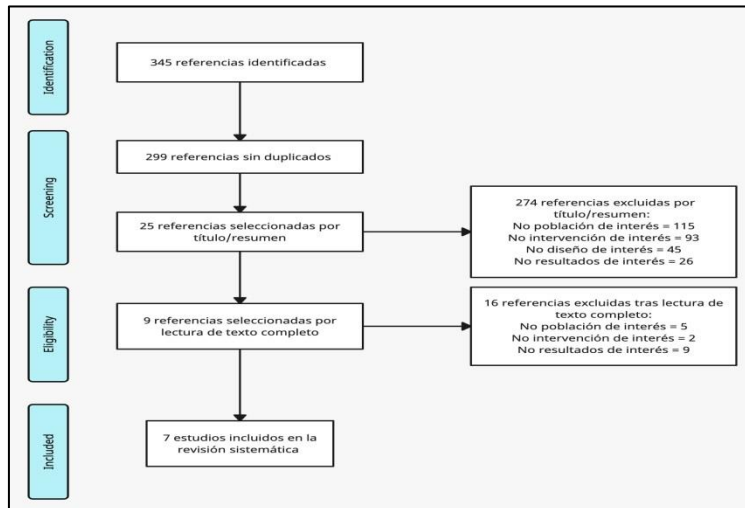 Identification
345 referencias identificadas
Screening
299 referencias sin duplicados
25 referencias seleccionadas por
título/resumen
274 referencias excluidas por
título/resumen:
No población de interés = 115
No intervención de interés = 93
No diseño de interés = 45
No resultados de interés = 26
Eligibility
9 referencias seleccionadas por
lectura de texto completo
16 referencias excluidas tras lectura de
texto completo:
No población de interés = 5
No intervención de interés = 2
No resultados de interés = 9
Included
7 estudios incluidos en la
revisión sistemática